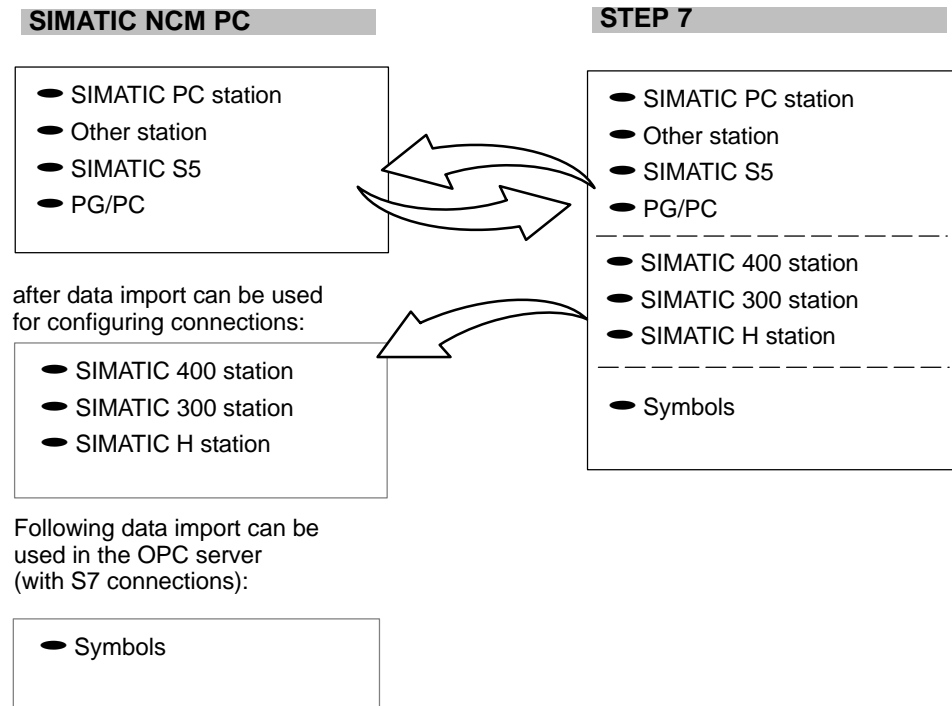 SIMATIC NCM PC
SIMATIC PC station
Other station
SIMATIC S5
PG/PC
after data import can be used
for configuring connections:
SIMATIC 400 station
SIMATIC 300 station
SIMATIC H station
Following data import can be
used in the OPC server
(with S7 connections):
Symbols
STEP 7
SIMATIC PC station
Other station
SIMATIC S5
PG/PC
SIMATIC 400 station
SIMATIC 300 station
SIMATIC H station
Symbols